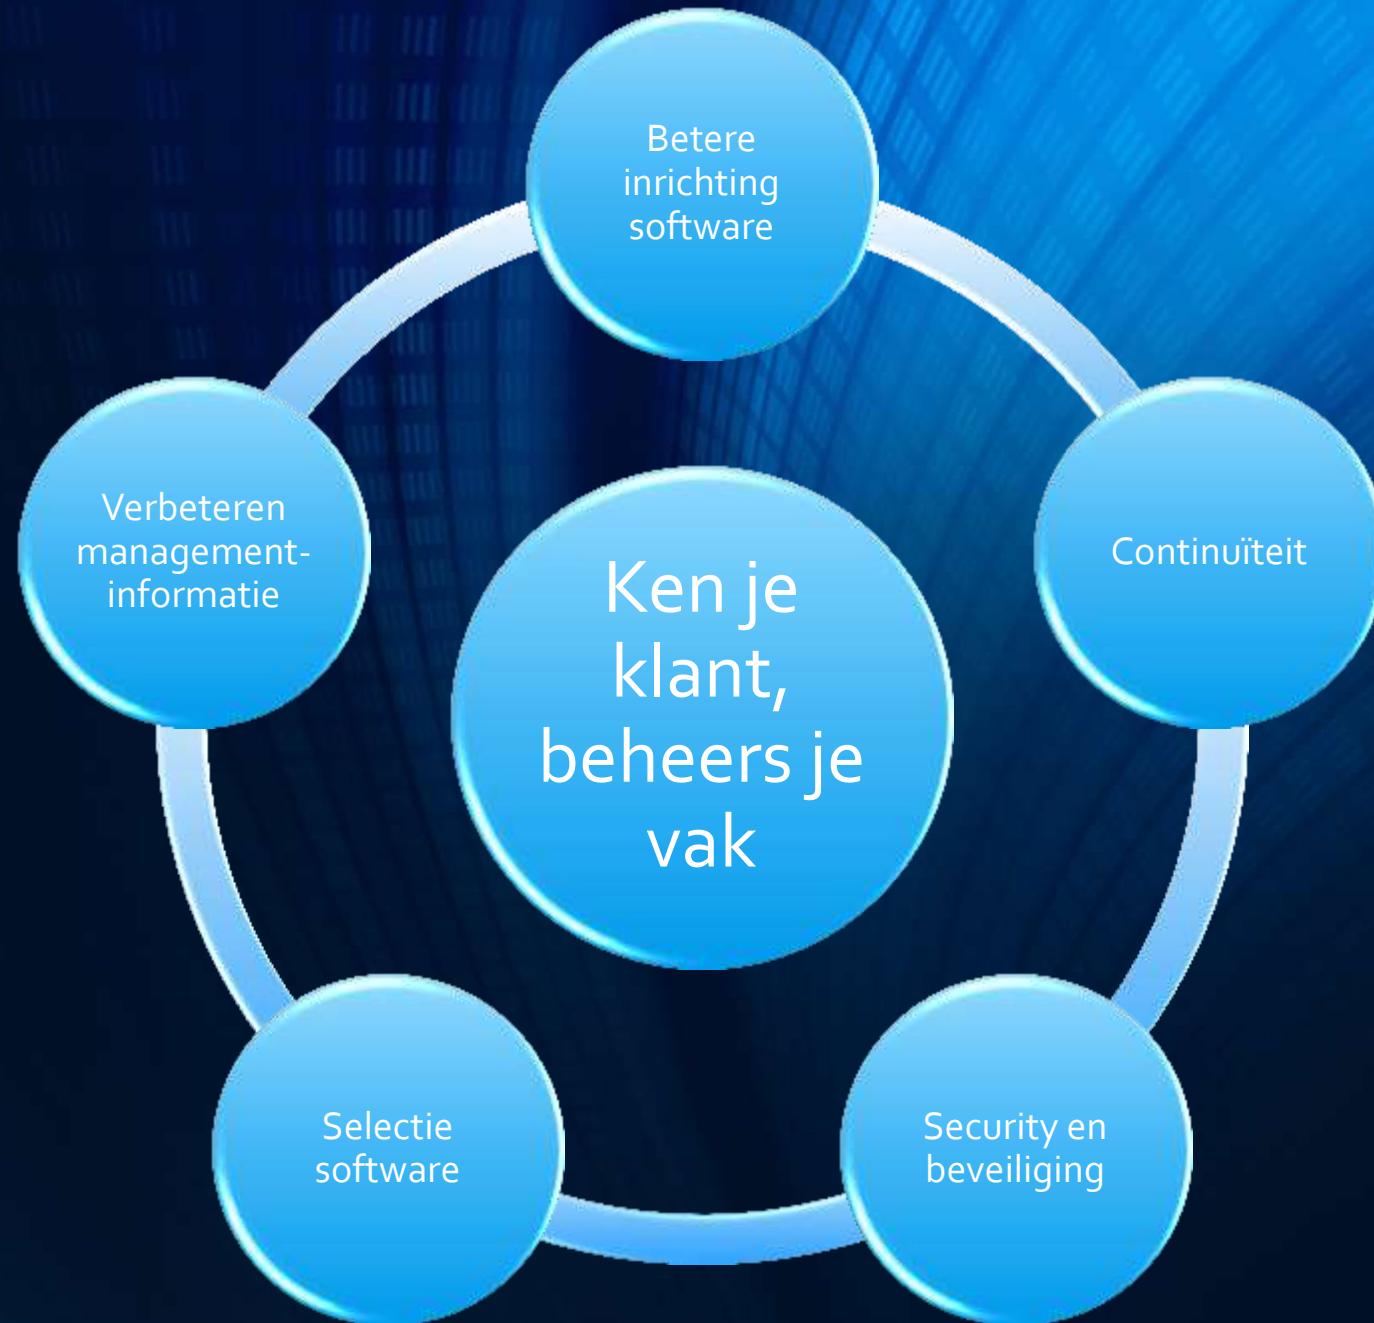 Betere
inrichting
software
Verbeteren
management-
informatie
Continuïteit
Ken je
klant,
beheers je
vak
Selectie
software
Security en
beveiliging